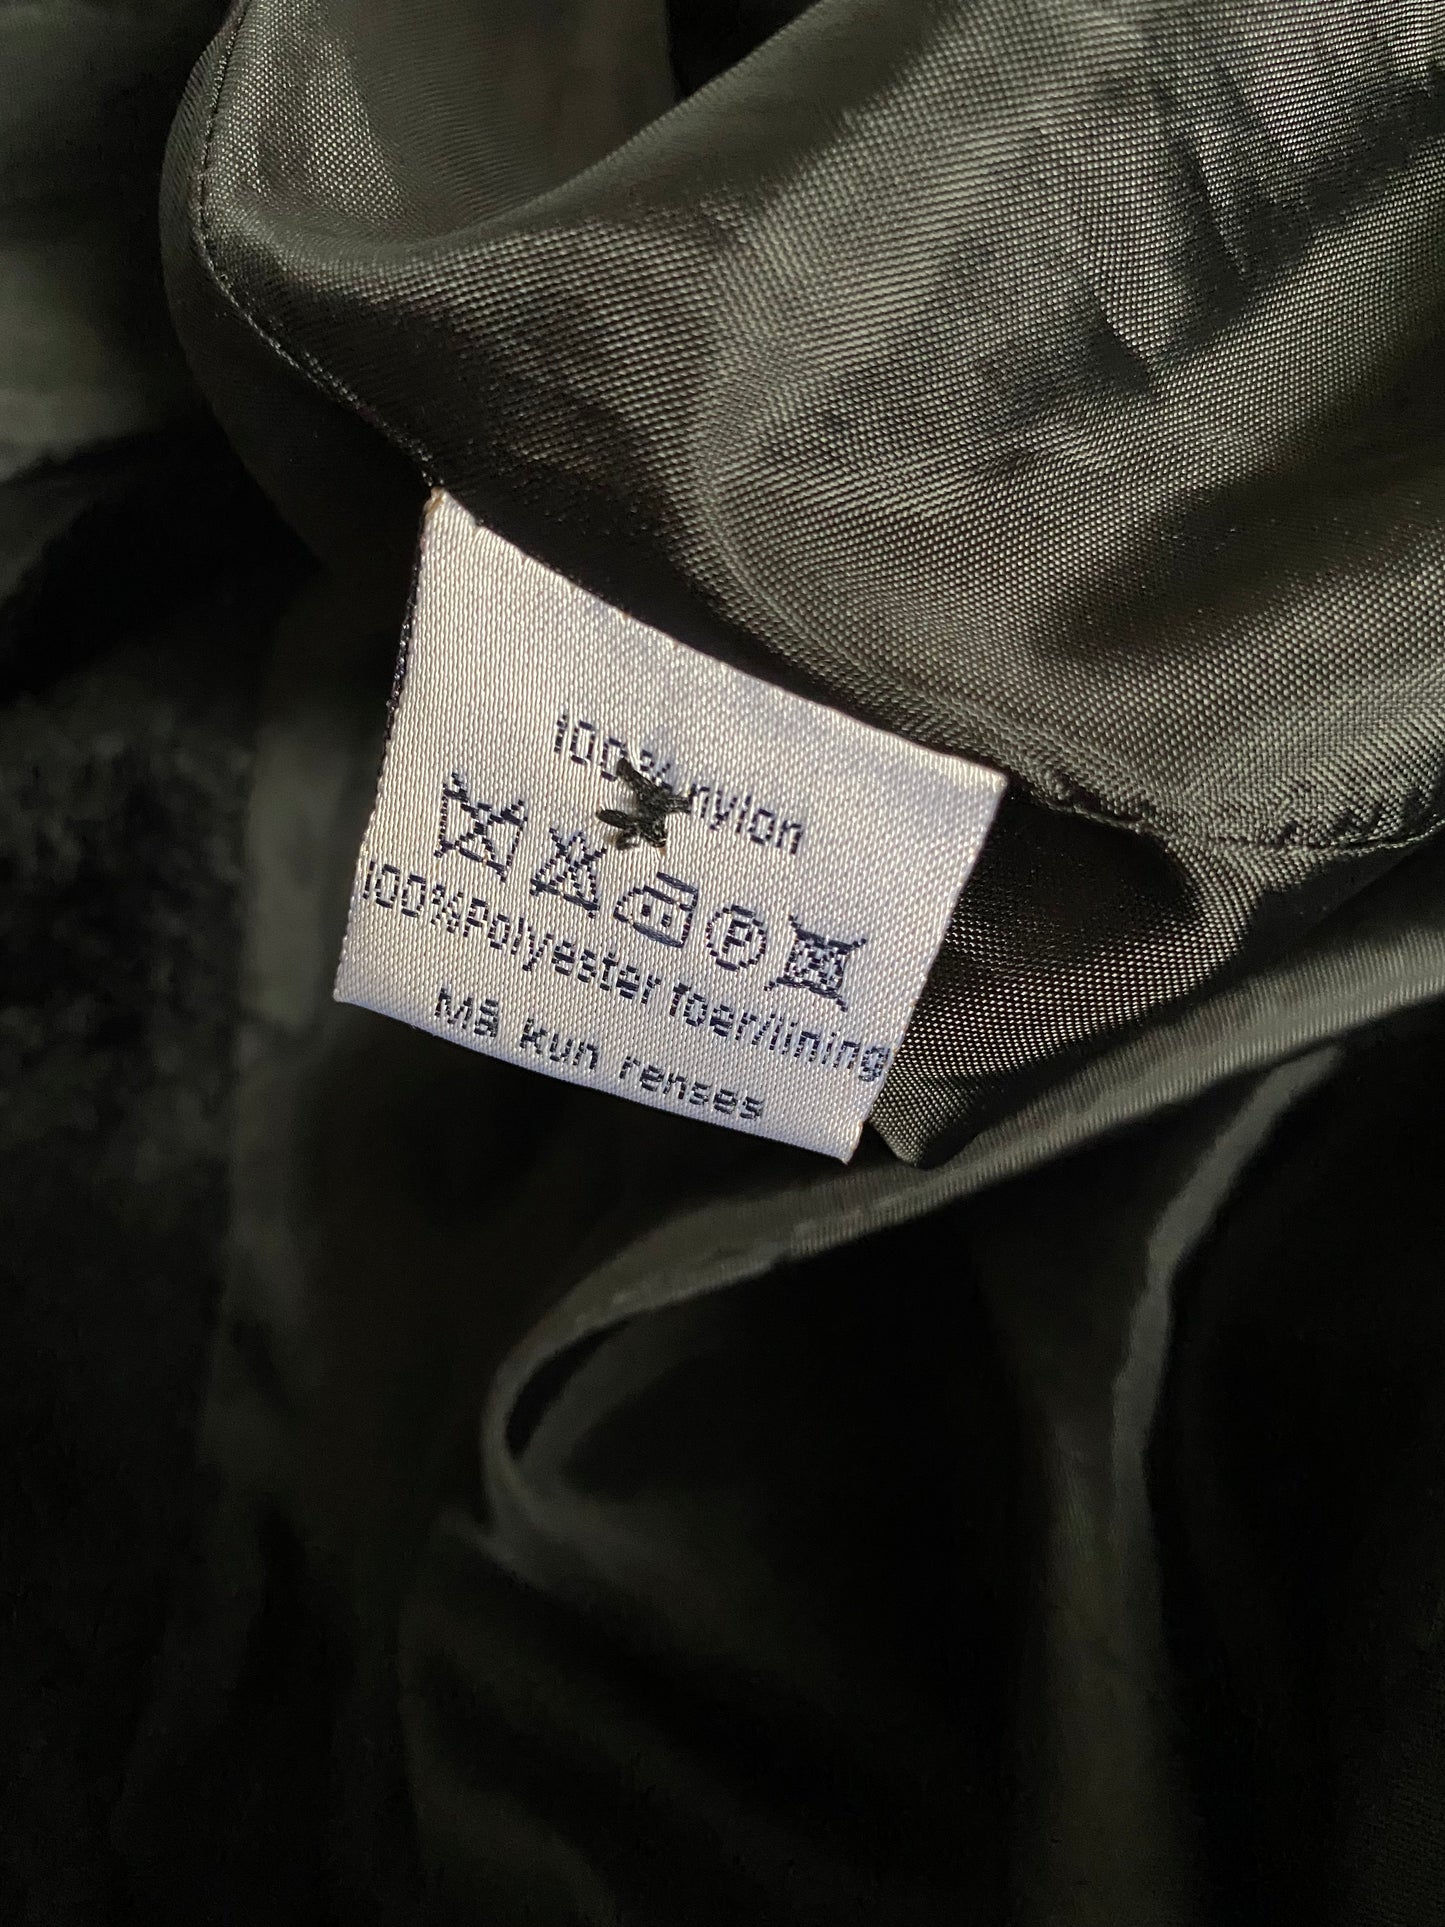 100% nylon
P
100%Polyester foer/lining
Må kun renses